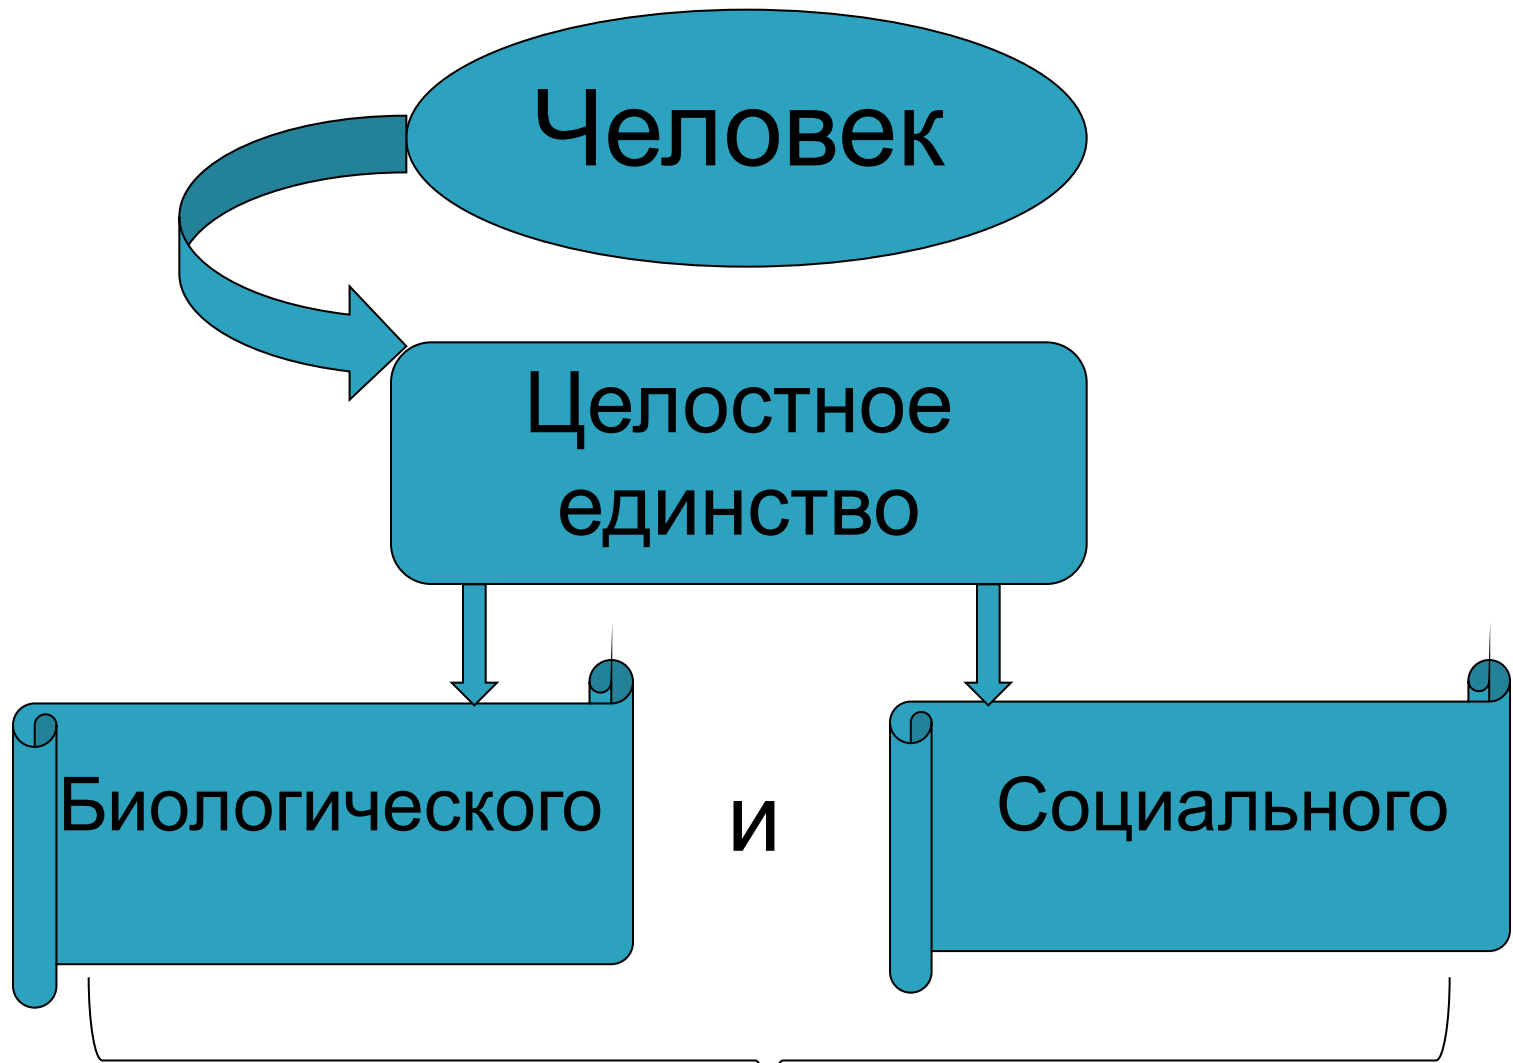 Человек
Целостное
единство
Биологического
и
Социального